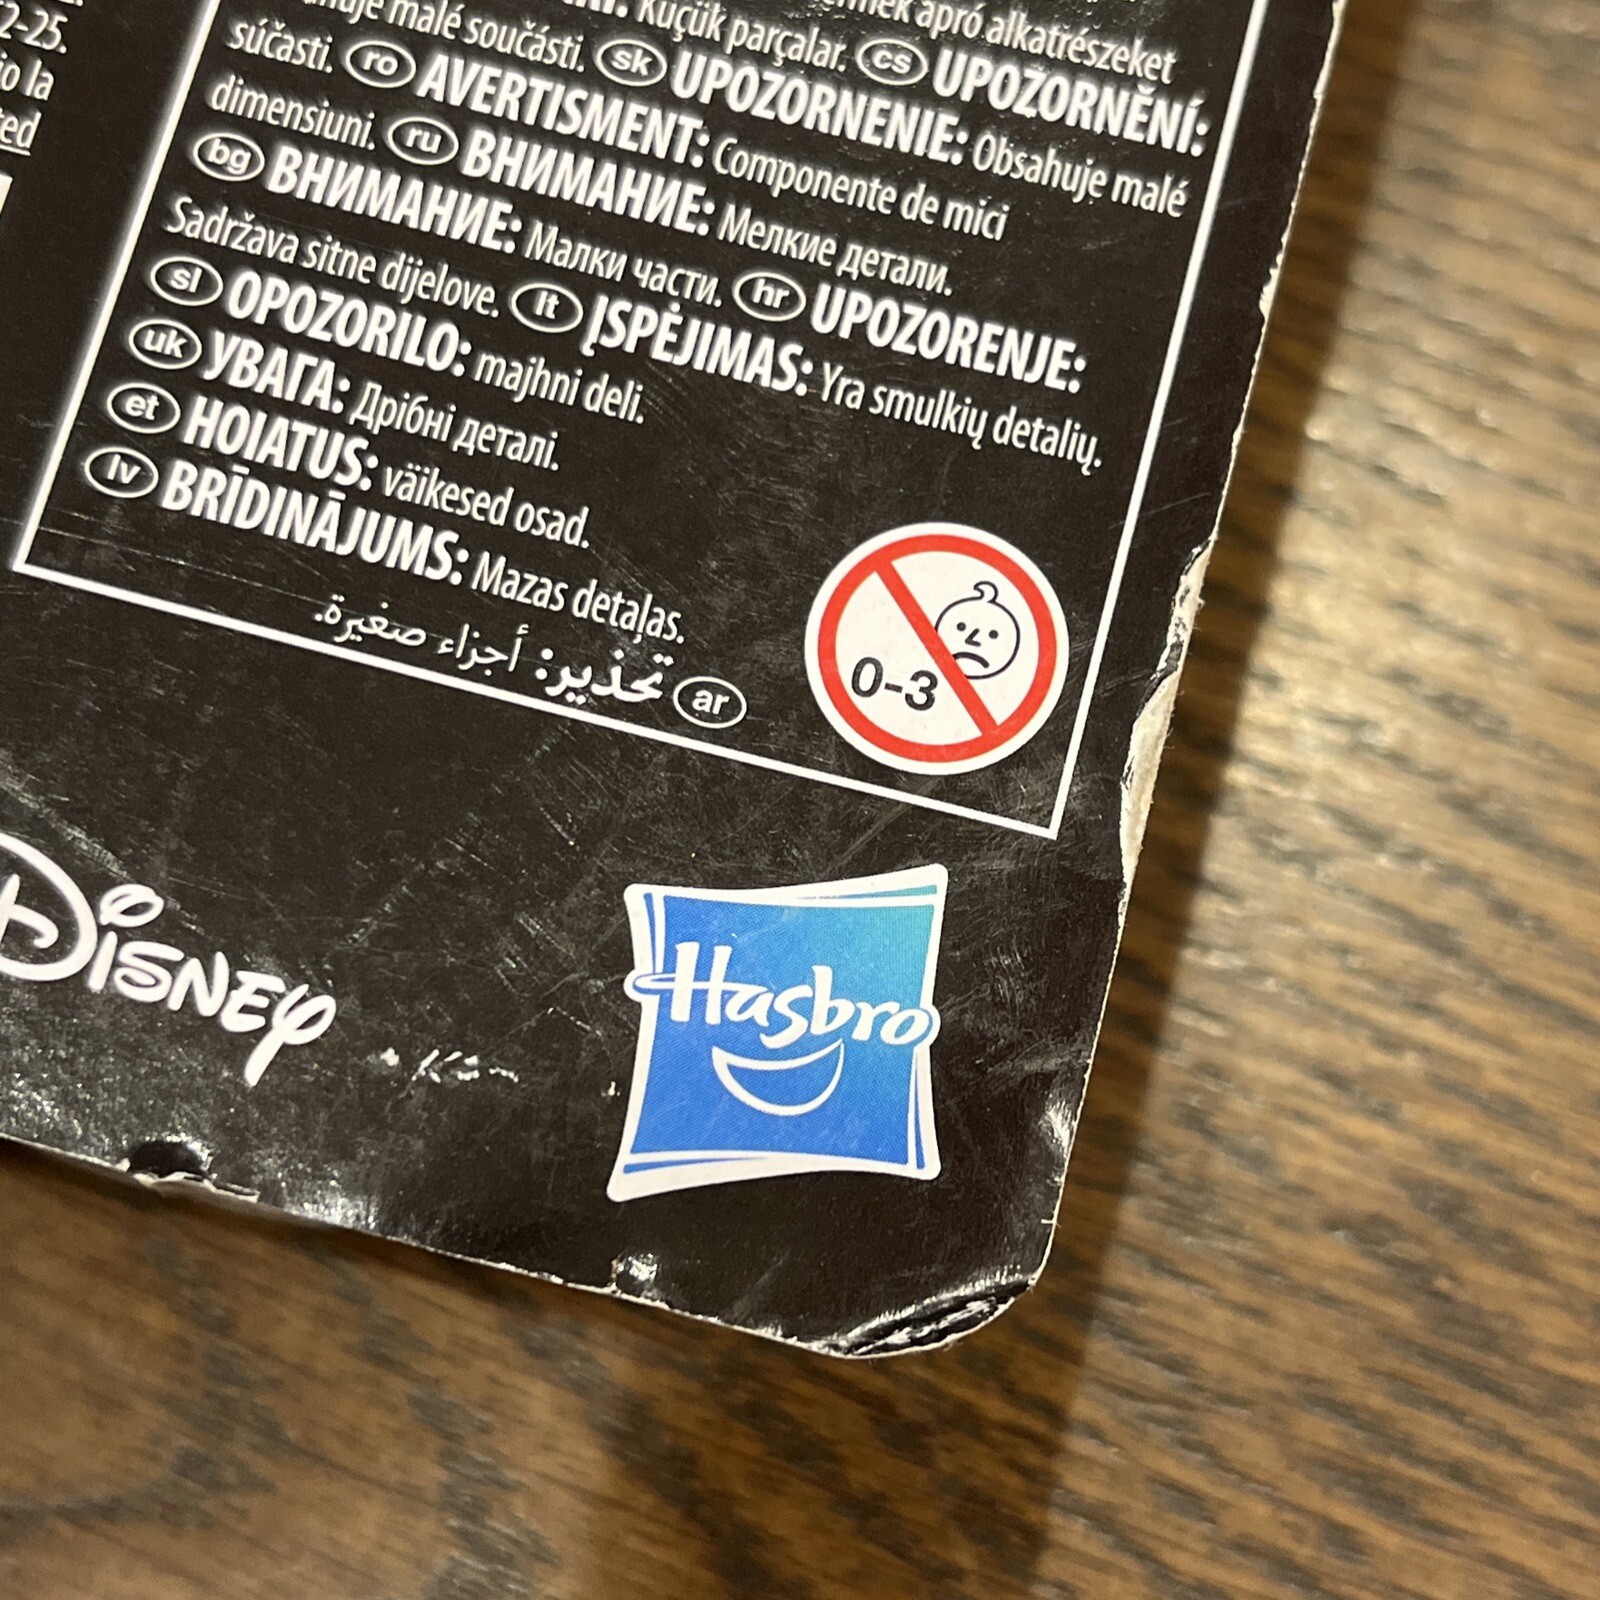 2-25.
io la
ted
apró alkatrészeket
malé součásti. Küçük parçalar. cs UPOZORNĚNÍ:
súčasti. ro AVERTISMENT: sk UPOZORNENIE: Obsahuje malé
dimensiuni. ru ВНИМАНИЕ: Componente de mici
bg ВНИМАНИЕ: Мелкие детали.
Sadržava sitne dijelove. Малки части. hr UPOZORENJE:
sl OPOZORILO: lt ĮSPĖJIMAS: Yra smulkių detalių.
uk УВАГА: majhni deli.
et HOIATUS: Дрібні деталі.
lv BRĪDINĀJUMS: väikesed osad.
Mazas detaļas.
ar تحذير: أجزاء صغيرة.
0-3
Disney
Hasbro